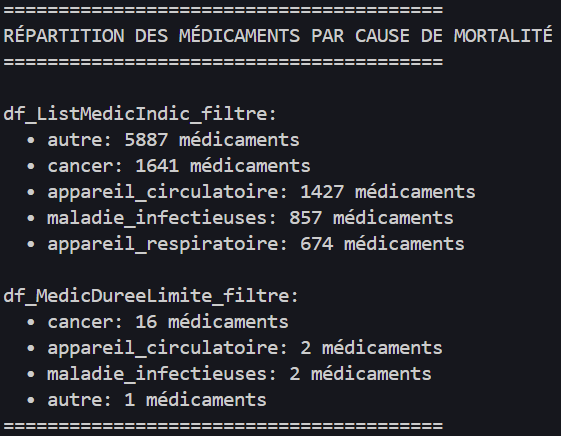 ========================================
RÉPARTITION DES MÉDICAMENTS PAR CAUSE DE MORTALITÉ
========================================
df_ListMedicIndic_filtre:
• autre: 5887 médicaments
• cancer: 1641 médicaments
• appareil_circulatoire: 1427 médicaments
• maladie_infectieuses: 857 médicaments
• appareil_respiratoire: 674 médicaments
df_MedicDureeLimite_filtre:
• cancer: 16 médicaments
• appareil_circulatoire: 2 médicaments
• maladie_infectieuses: 2 médicaments
• autre: 1 médicaments
========================================